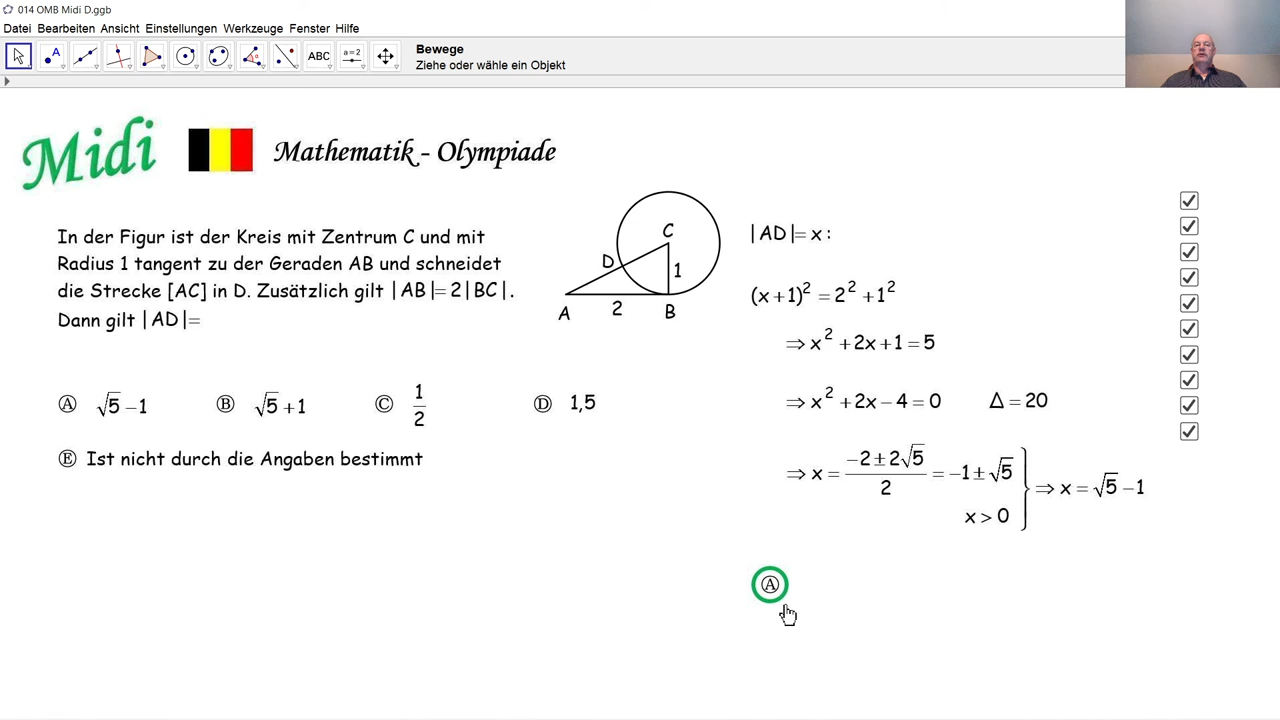 014 OMB Midi D.ggb
Datei Bearbeiten Ansicht Einstellungen Werkzeuge Fenster Hilfe
A ABC a=2
Bewege
Ziehe oder wähle ein Objekt
Midi
Mathematik - Olympiade
In der Figur ist der Kreis mit Zentrum C und mit
Radius 1 tangent zu der Geraden AB und schneidet
die Strecke [AC] in D. Zusätzlich gilt |AB|=2|BC|.
Dann gilt |AD|=
C
D
1
A 2 B
Ⓐ √5-1 Ⓑ √5+1 Ⓒ 1/2 Ⓓ 1,5
Ⓔ Ist nicht durch die Angaben bestimmt
|AD|= x :
(x+1)² = 2² + 1²
⇒ x² + 2x + 1 = 5
⇒ x² + 2x - 4 = 0 Δ = 20
⇒ x = (-2 ± 2√5)/2 = -1 ± √5 } ⇒ x = √5 - 1
x > 0
Ⓐ